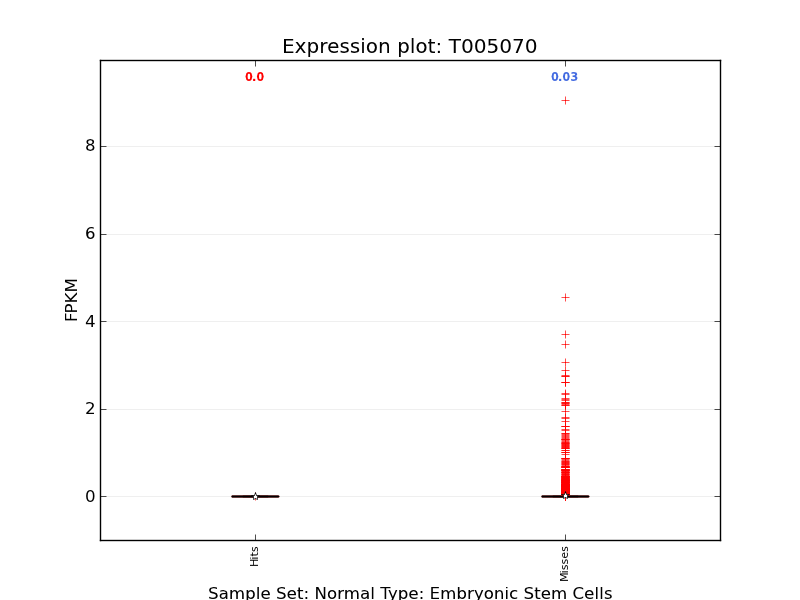 Expression plot: T005070
0.0
0.03
8
6
4
2
0
FPKM
Hits
Misses
Sample Set: Normal Type: Embryonic Stem Cells